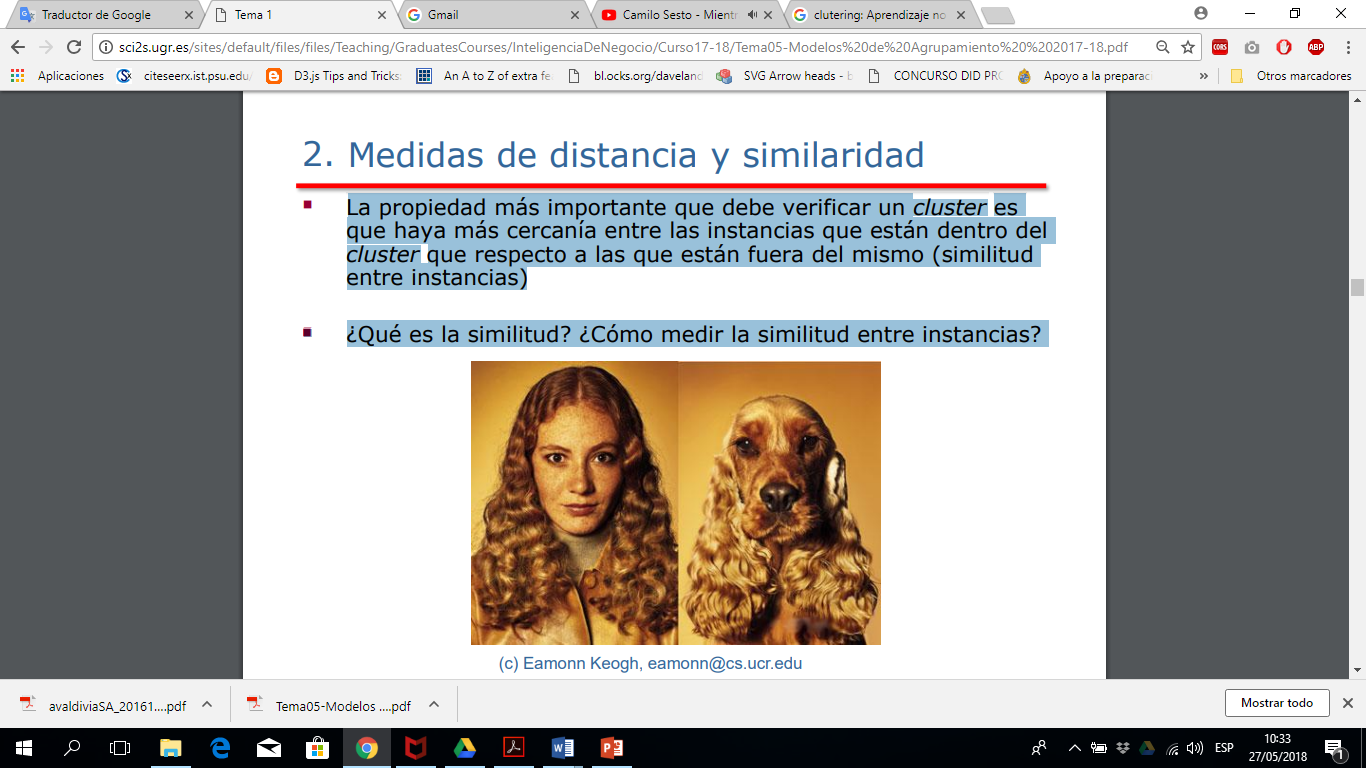 Traductor de Google
Tema 1
Gmail
Camilo Sesto - Mientr
clutering: Aprendizaje no
sci2s.ugr.es/sites/default/files/files/Teaching/GraduatesCourses/InteligenciaDeNegocio/Curso17-18/Tema05-Modelos%20de%20Agrupamiento%20%202017-18.pdf
CORS
ABP
Aplicaciones
citeseerx.ist.psu.edu/
D3.js Tips and Tricks:
An A to Z of extra fe
bl.ocks.org/daveland
SVG Arrow heads - b
CONCURSO DID PRO
Apoyo a la preparac
»
Otros marcadores
2. Medidas de distancia y similaridad
La propiedad más importante que debe verificar un cluster es
que haya más cercanía entre las instancias que están dentro del
cluster que respecto a las que están fuera del mismo (similitud
entre instancias)
¿Qué es la similitud? ¿Cómo medir la similitud entre instancias?
(c) Eamonn Keogh, eamonn@cs.ucr.edu
avaldiviaSA_20161....pdf
Tema05-Modelos ....pdf
Mostrar todo
ESP
10:33
27/05/2018
1